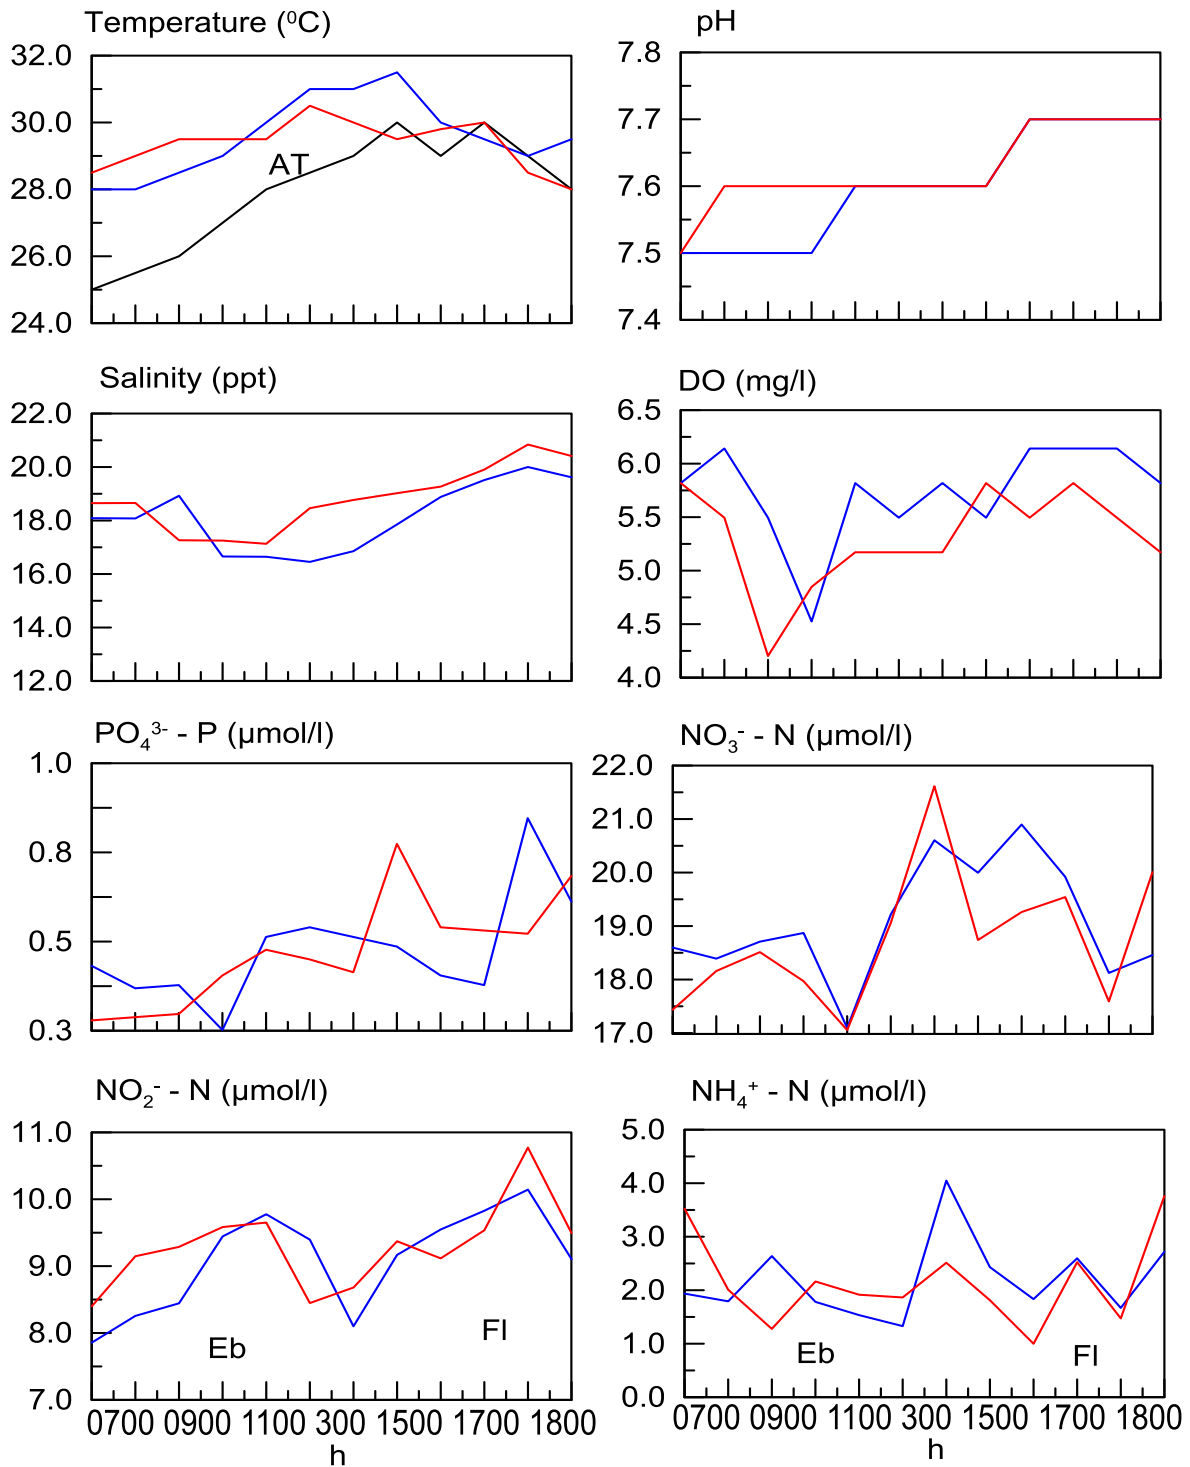 Temperature (⁰C)
32.0
30.0
28.0
26.0
24.0
AT
pH
7.8
7.7
7.6
7.5
7.4
Salinity (ppt)
22.0
20.0
18.0
16.0
14.0
12.0
DO (mg/l)
6.5
6.0
5.5
5.0
4.5
4.0
PO₄³⁻ - P (µmol/l)
1.0
0.8
0.5
0.3
NO₃⁻ - N (µmol/l)
22.0
21.0
20.0
19.0
18.0
17.0
NO₂⁻ - N (µmol/l)
11.0
10.0
9.0
8.0
7.0
Eb
Fl
0700 0900 1100 300 1500 1700 1800
h
NH₄⁺ - N (µmol/l)
5.0
4.0
3.0
2.0
1.0
0.0
Eb
Fl
0700 0900 1100 300 1500 1700 1800
h